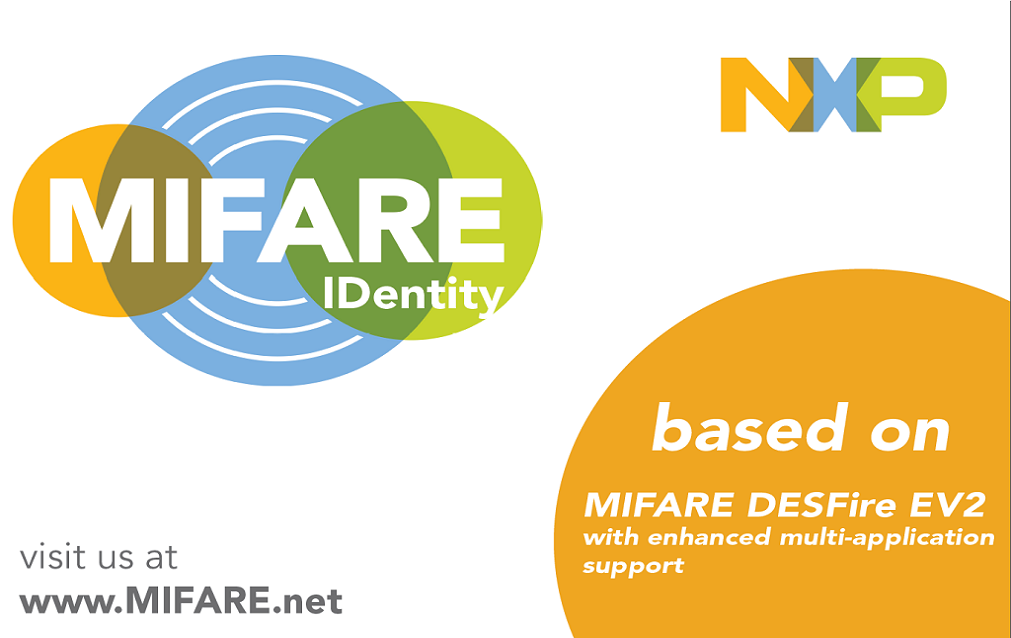 NXP
MIFARE
IDentity
based on
MIFARE DESFire EV2
with enhanced multi-application
support
visit us at
www.MIFARE.net